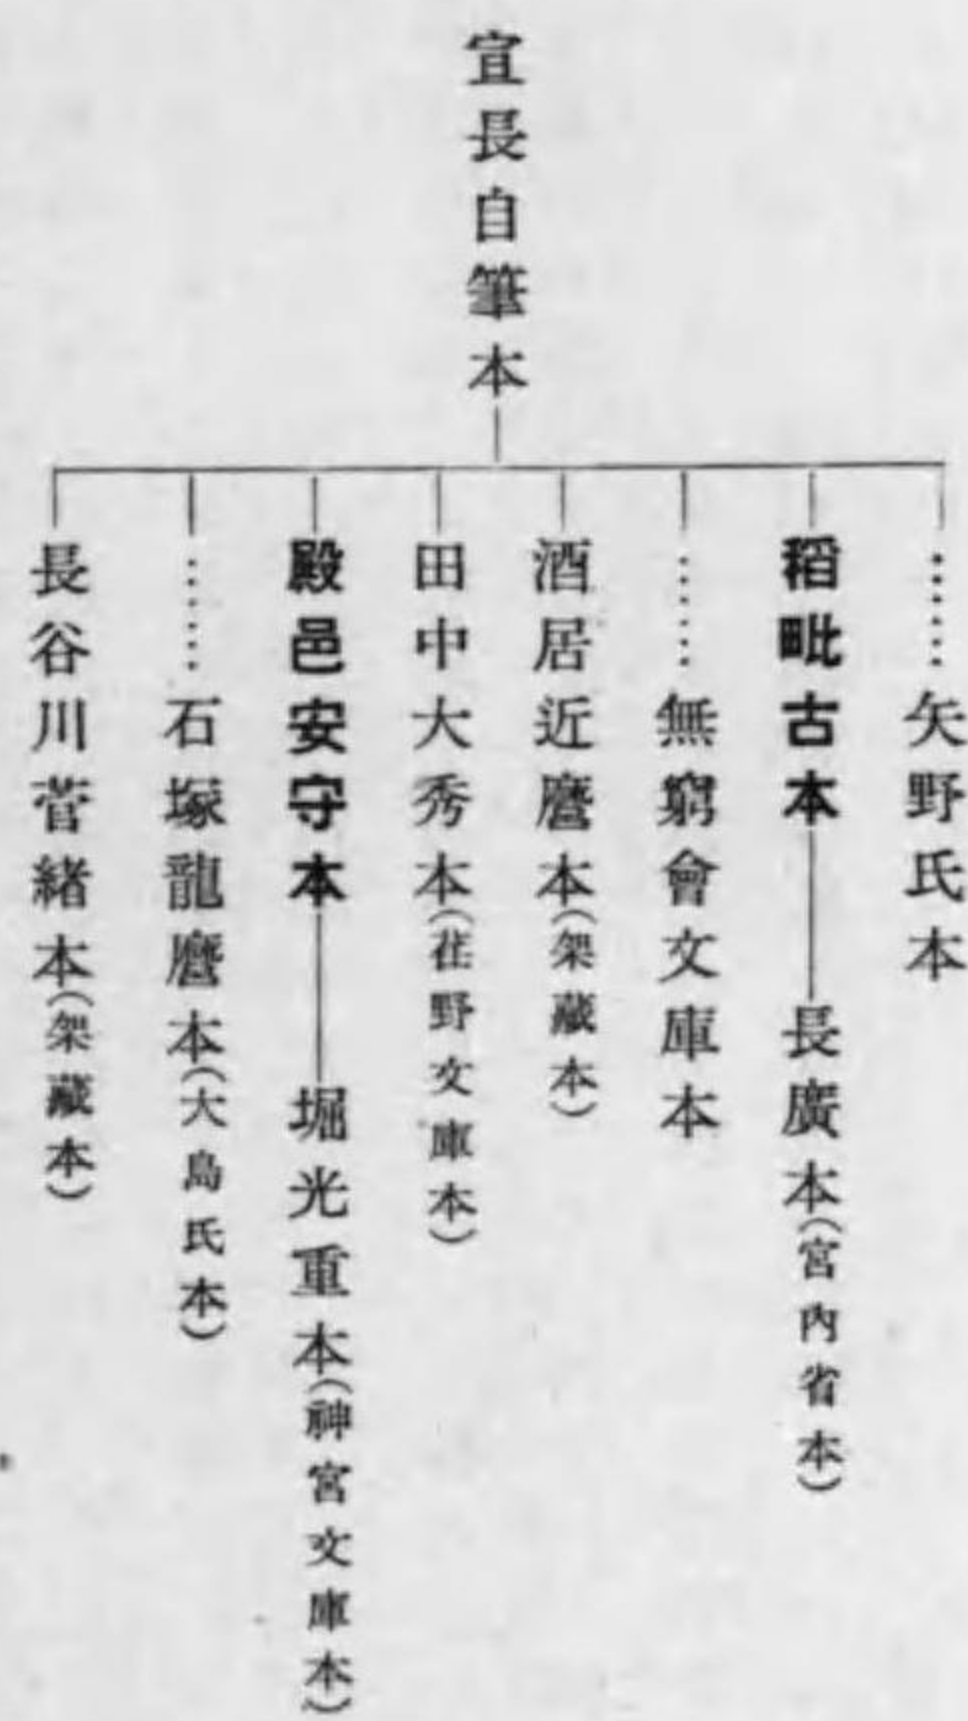 宣長自筆本
……矢野氏本
稻毗古本――長廣本(宮內省本)
……無窮會文庫本
酒居近麿本(架藏本)
田中大秀本(荏野文庫本)
殿邑安守本――堀光重本(神宮文庫本)
……石塚龍麿本(大島氏本)
長谷川菅緒本(架藏本)